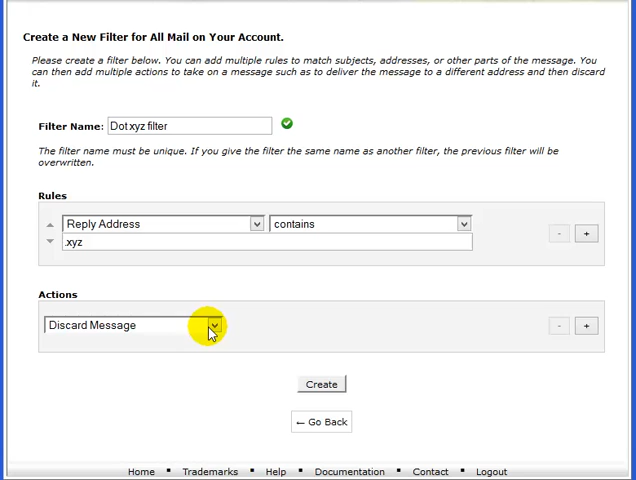 Create a New Filter for All Mail on Your Account.
Please create a filter below. You can add multiple rules to match subjects, addresses, or other parts of the message. You
can then add multiple actions to take on a message such as to deliver the message to a different address and then discard
it.
Filter Name: Dot xyz filter
The filter name must be unique. If you give the filter the same name as another filter, the previous filter will be
overwritten.
Rules
Reply Address contains
.xyz
- +
Actions
Discard Message - +
Create
← Go Back
Home ▪ Trademarks ▪ Help ▪ Documentation ▪ Contact ▪ Logout